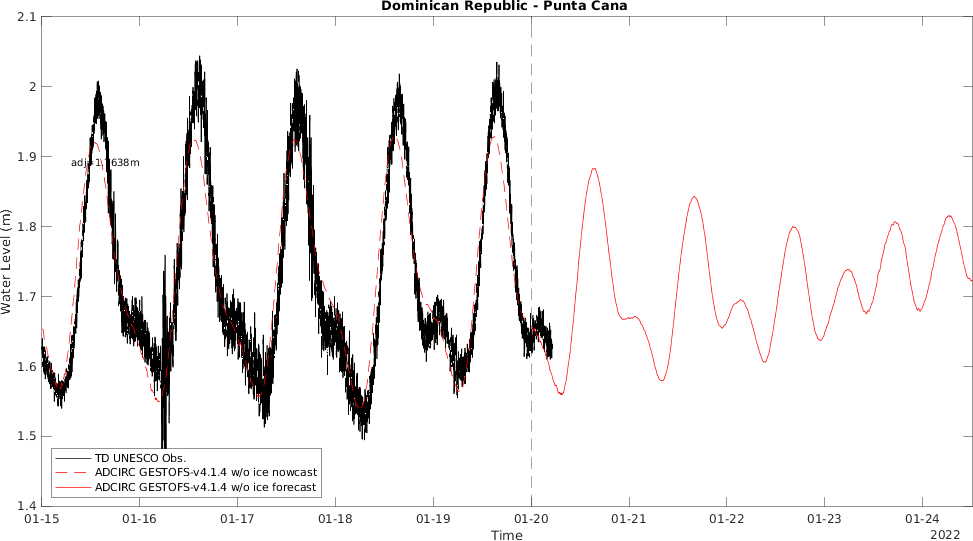 Dominican Republic - Punta Cana
2.1
2
1.9
1.8
1.7
1.6
1.5
1.4
Water Level (m)
TD UNESCO Obs.
ADCIRC GESTOFS-v4.1.4 w/o ice nowcast
ADCIRC GESTOFS-v4.1.4 w/o ice forecast
01-15 01-16 01-17 01-18 01-19 01-20 01-21 01-22 01-23 01-24
Time
2022